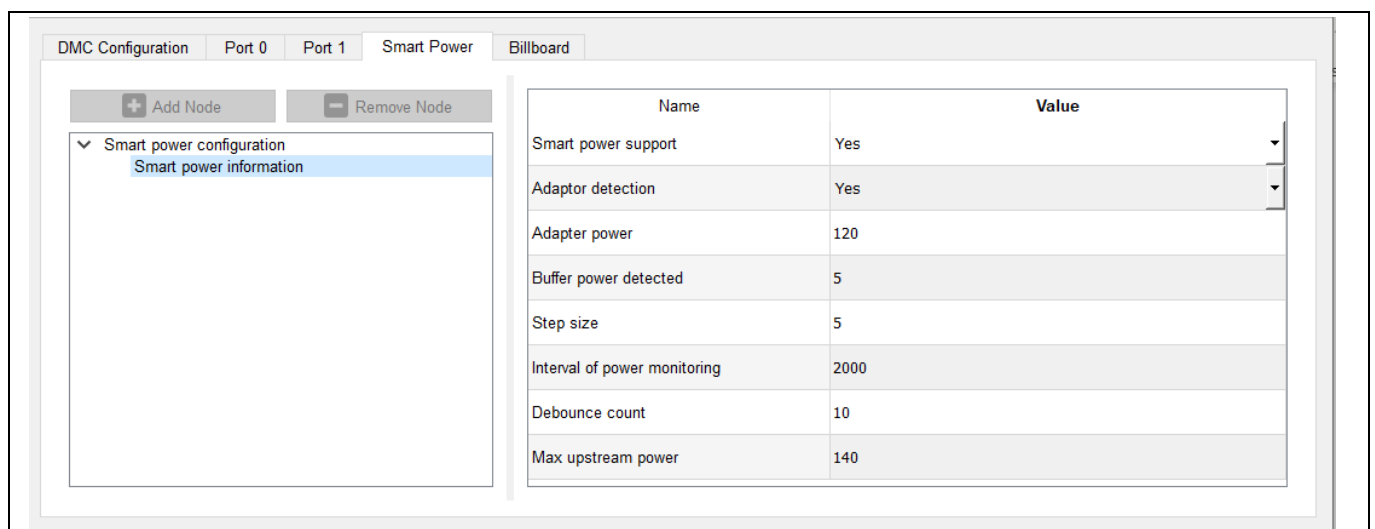 DMC Configuration Port 0 Port 1 Smart Power Billboard
Add Node Remove Node
Smart power configuration
Smart power information
Name Value
Smart power support Yes
Adaptor detection Yes
Adapter power 120
Buffer power detected 5
Step size 5
Interval of power monitoring 2000
Debounce count 10
Max upstream power 140